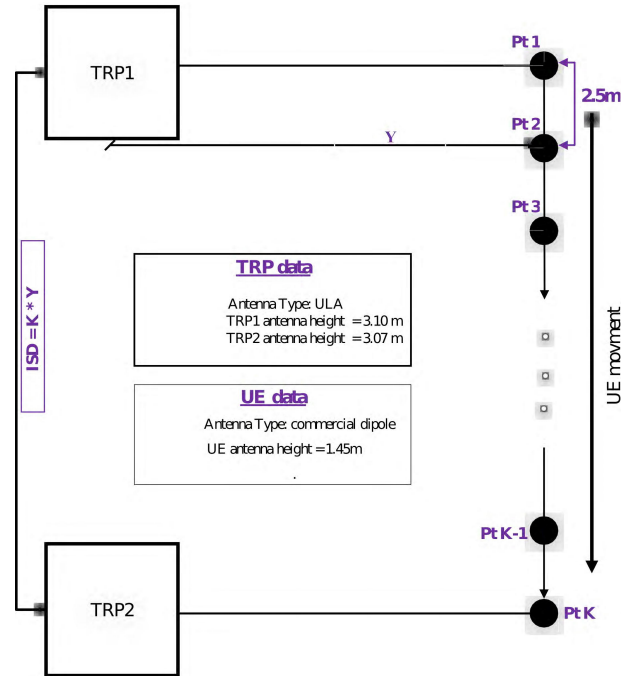 Pt 1
TRP1
2.5m
Pt 2
Y
Pt 3
TRP data
Antenna Type: ULA
TRP1 antenna height = 3.10 m
TRP2 antenna height = 3.07 m
ISD = K * Y
UE movment
UE data
Antenna Type: commercial dipole
UE antenna height = 1.45m
.
Pt K-1
TRP2
Pt K